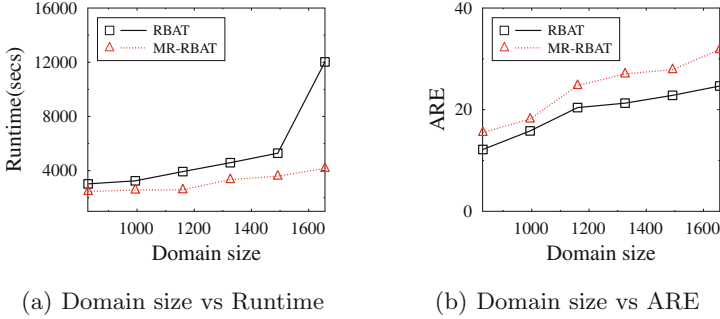 16000
12000
8000
4000
Runtime(secs)
RBAT
MR-RBAT
1000 1200 1400 1600
Domain size
(a) Domain size vs Runtime
40
20
0
ARE
RBAT
MR-RBAT
1000 1200 1400 1600
Domain size
(b) Domain size vs ARE